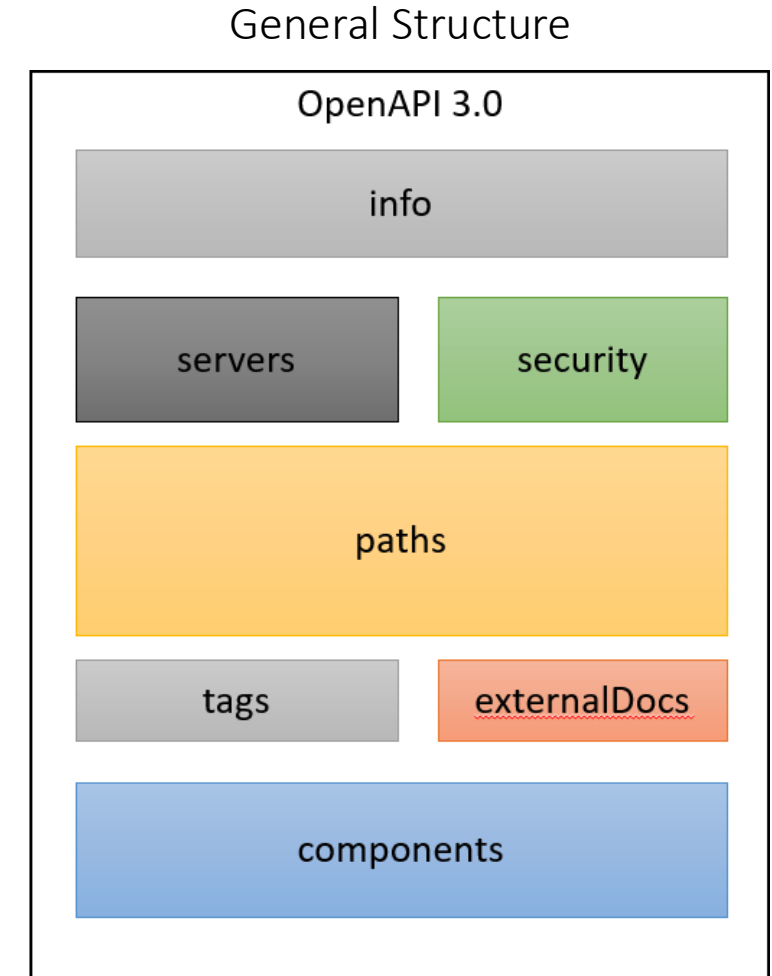 General Structure
OpenAPI 3.0
info
servers
security
paths
tags
externalDocs
components